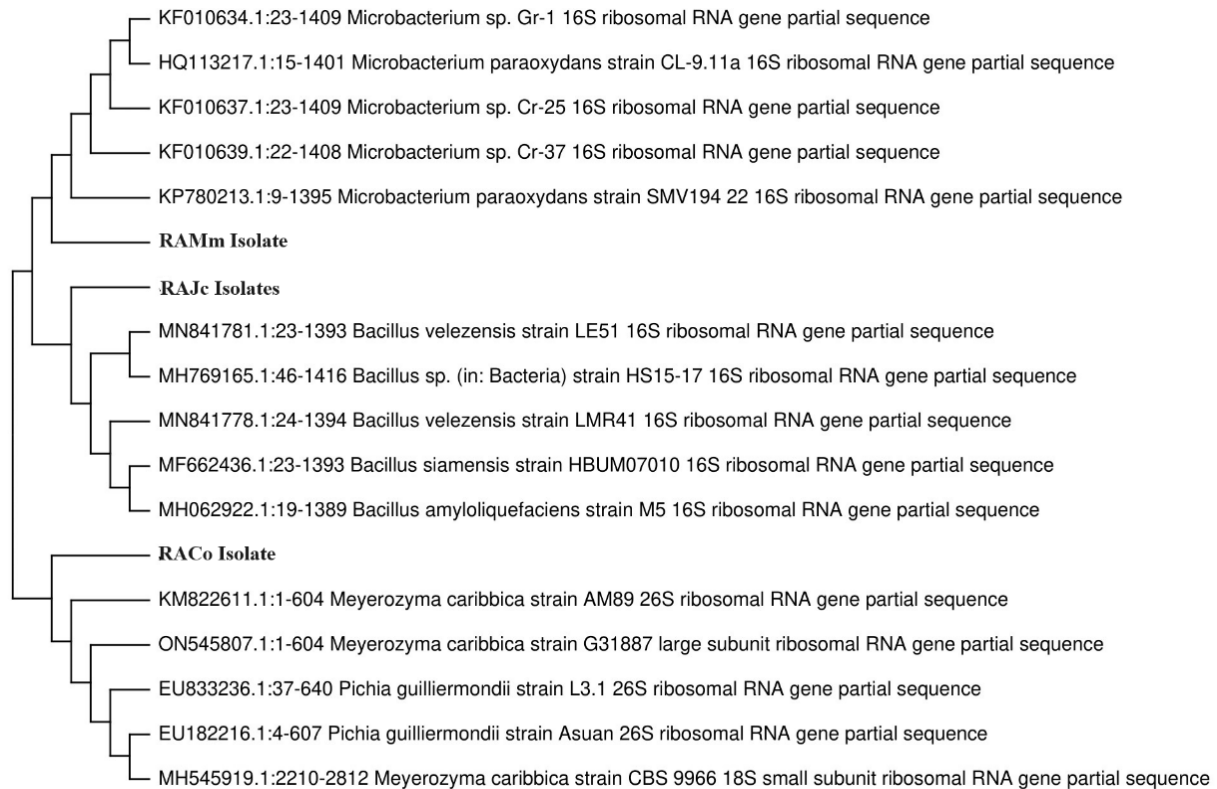 KF010634.1:23-1409 Microbacterium sp. Gr-1 16S ribosomal RNA gene partial sequence
HQ113217.1:15-1401 Microbacterium paraoxydans strain CL-9.11a 16S ribosomal RNA gene partial sequence
KF010637.1:23-1409 Microbacterium sp. Cr-25 16S ribosomal RNA gene partial sequence
KF010639.1:22-1408 Microbacterium sp. Cr-37 16S ribosomal RNA gene partial sequence
KP780213.1:9-1395 Microbacterium paraoxydans strain SMV194 22 16S ribosomal RNA gene partial sequence
RAMm Isolate
RAJc Isolates
MN841781.1:23-1393 Bacillus velezensis strain LE51 16S ribosomal RNA gene partial sequence
MH769165.1:46-1416 Bacillus sp. (in: Bacteria) strain HS15-17 16S ribosomal RNA gene partial sequence
MN841778.1:24-1394 Bacillus velezensis strain LMR41 16S ribosomal RNA gene partial sequence
MF662436.1:23-1393 Bacillus siamensis strain HBUM07010 16S ribosomal RNA gene partial sequence
MH062922.1:19-1389 Bacillus amyloliquefaciens strain M5 16S ribosomal RNA gene partial sequence
RACo Isolate
KM822611.1:1-604 Meyerozyma caribbica strain AM89 26S ribosomal RNA gene partial sequence
ON545807.1:1-604 Meyerozyma caribbica strain G31887 large subunit ribosomal RNA gene partial sequence
EU833236.1:37-640 Pichia guilliermondii strain L3.1 26S ribosomal RNA gene partial sequence
EU182216.1:4-607 Pichia guilliermondii strain Asuan 26S ribosomal RNA gene partial sequence
MH545919.1:2210-2812 Meyerozyma caribbica strain CBS 9966 18S small subunit ribosomal RNA gene partial sequence